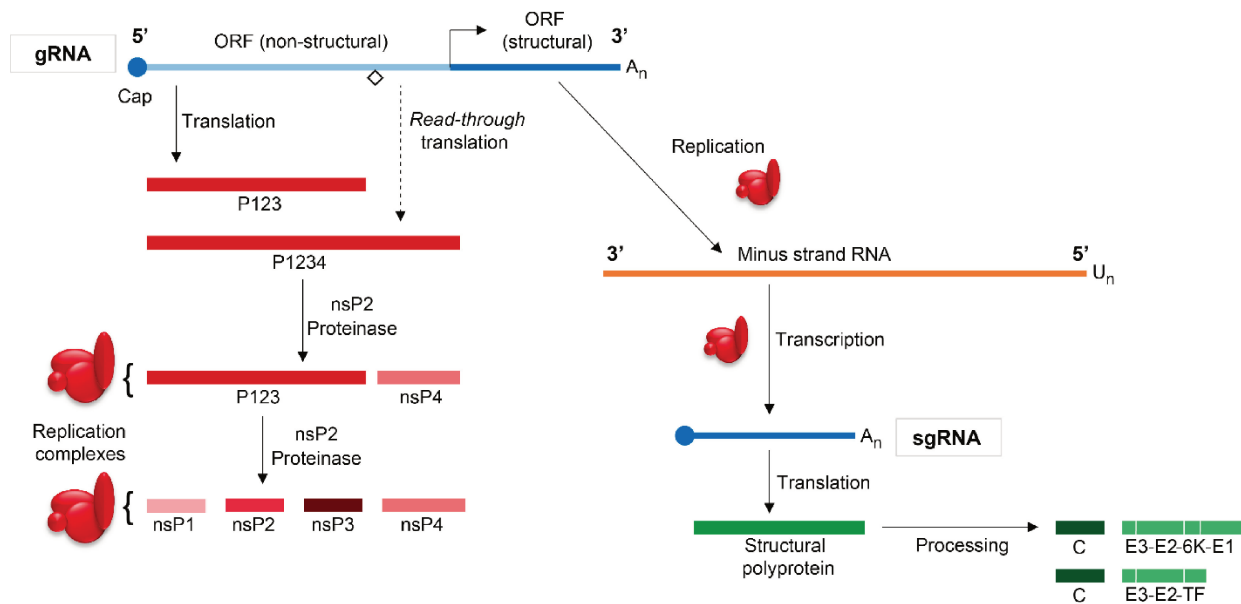 gRNA
5’
ORF (non-structural)
ORF
(structural)
3’
Aₙ
Cap
Translation
Read-through
translation
P123
P1234
nsP2
Proteinase
{
P123
nsP4
Replication
complexes
nsP2
Proteinase
{
nsP1
nsP2
nsP3
nsP4
Replication
3’
Minus strand RNA
5’
Uₙ
Transcription
Aₙ
sgRNA
Translation
Structural
polyprotein
Processing
C
E3-E2-6K-E1
C
E3-E2-TF